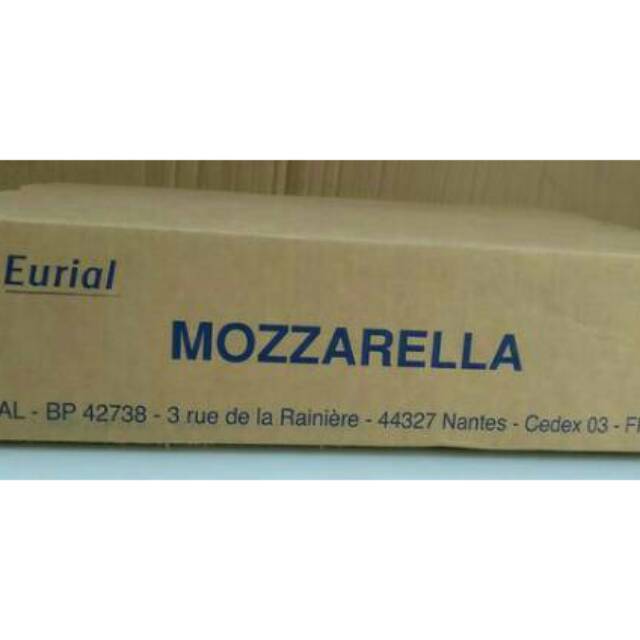 Eurial
MOZZARELLA
AL - BP 42738 - 3 rue de la Rainière - 44327 Nantes - Cedex 03 - F